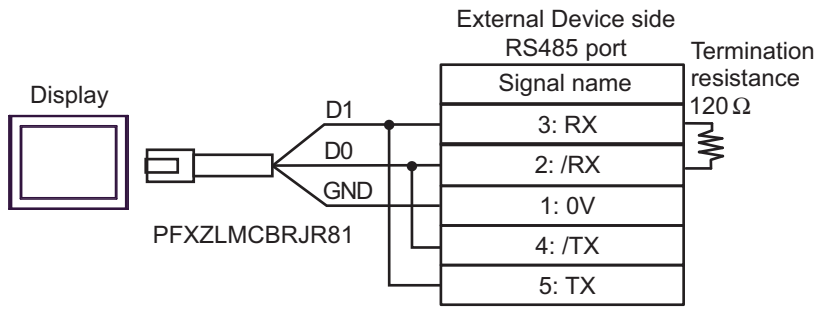 External Device side
RS485 port
Termination
resistance
120 Ω
Signal name
Display
D1
3: RX
D0
2: /RX
GND
1: 0V
PFXZLMCBRJR81
4: /TX
5: TX